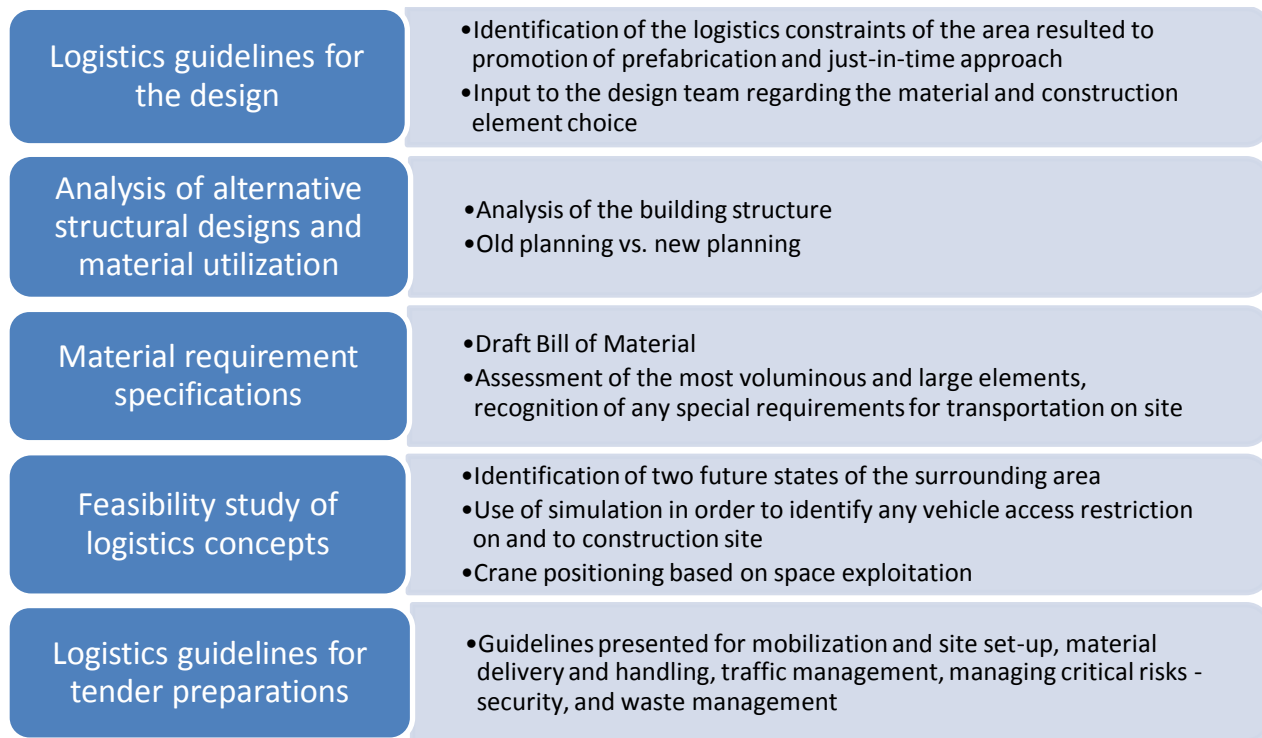 Logistics guidelines for
the design
•Identification of the logistics constraints of the area resulted to
promotion of prefabrication and just-in-time approach
•Input to the design team regarding the material and construction
element choice
Analysis of alternative
structural designs and
material utilization
•Analysis of the building structure
•Old planning vs. new planning
Material requirement
specifications
•Draft Bill of Material
•Assessment of the most voluminous and large elements,
recognition of any special requirements for transportation on site
Feasibility study of
logistics concepts
•Identification of two future states of the surrounding area
•Use of simulation in order to identify any vehicle access restriction
on and to construction site
•Crane positioning based on space exploitation
Logistics guidelines for
tender preparations
•Guidelines presented for mobilization and site set-up, material
delivery and handling, traffic management, managing critical risks -
security, and waste management